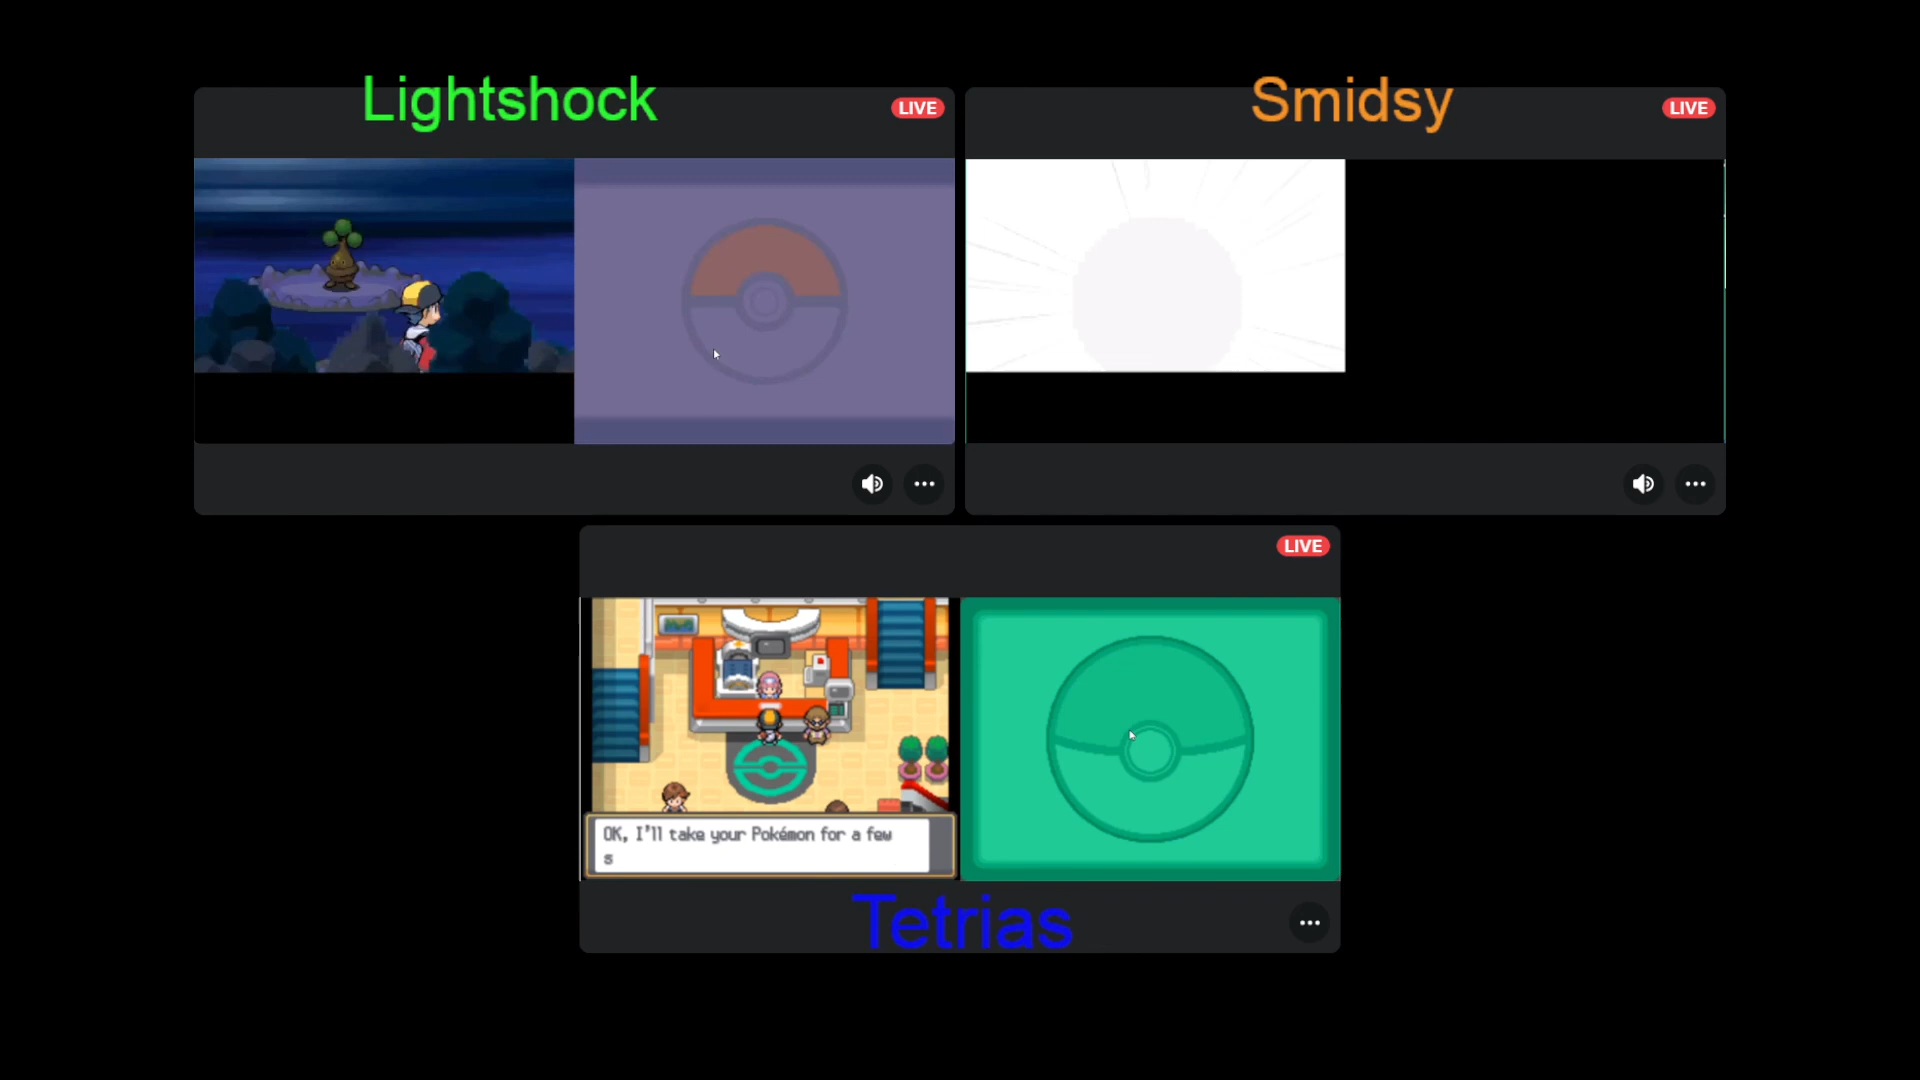 Lightshock
LIVE
Smidsy
LIVE
LIVE
OK, I'll take your Pokémon for a few
s
Tetrias